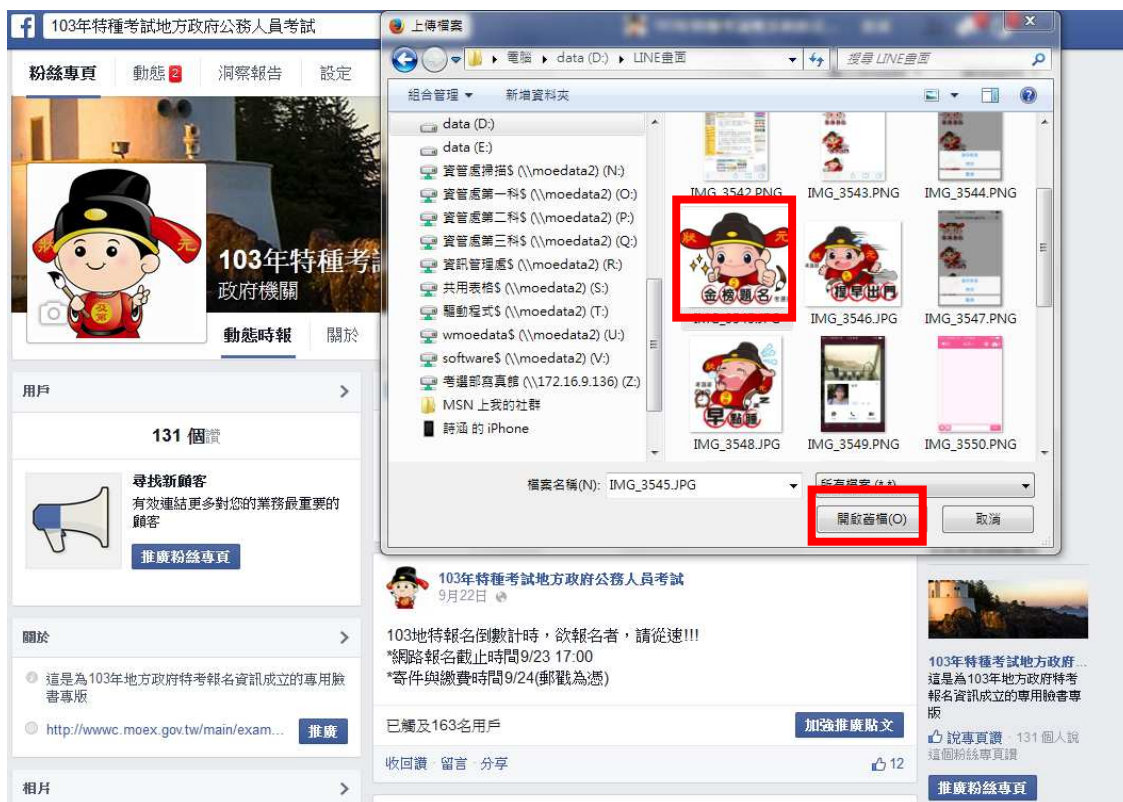 103年特種考試地方政府公務人員考試
粉絲專頁
動態 2
洞察報告
設定
狀 元
及第
103年特種考
政府機關
動態時報
關於
用戶
131 個讚
尋找新顧客
有效連結更多對您的業務最重要的
顧客
推廣粉絲專頁
關於
這是為103年地方政府特考報名資訊成立的專用臉
書專版
http://wwwc.moex.gov.tw/main/exam...
推廣
相片
上傳檔案
電腦 data (D:) LINE畫面
搜尋 LINE畫面
組合管理
新增資料夾
data (D:)
data (E:)
資管處掃描$ (\\moedata2) (N:)
資管處第一科$ (\\moedata2) (O:)
資管處第二科$ (\\moedata2) (P:)
資管處第三科$ (\\moedata2) (Q:)
資訊管理處$ (\\moedata2) (R:)
共用表格$ (\\moedata2) (S:)
驅動程式$ (\\moedata2) (T:)
wmoedata$ (\\moedata2) (U:)
software$ (\\moedata2) (V:)
考選部寫真館 (\\172.16.9.136) (Z:)
MSN 上我的社群
詩涵 的 iPhone
IMG_3542.PNG
IMG_3543.PNG
IMG_3544.PNG
狀 元
金榜題名
IMG_3545.JPG
狀 元
提早出門
IMG_3546.JPG
IMG_3547.PNG
早點睡
IMG_3548.JPG
IMG_3549.PNG
IMG_3550.PNG
檔案名稱(N): IMG_3545.JPG
所有檔案 (*.*)
開啟舊檔(O)
取消
103年特種考試地方政府公務人員考試
9月22日
103地特報名倒數計時，欲報名者，請從速!!!
*網路報名截止時間9/23 17:00
*寄件與繳費時間9/24(郵戳為憑)
已觸及163名用戶
加強推廣貼文
收回讚 · 留言 · 分享
12
103年特種考試地方政府...
這是為103年地方政府特考
報名資訊成立的專用臉書專
版
說專頁讚 · 131 個人說
這個粉絲專頁讚
推廣粉絲專頁